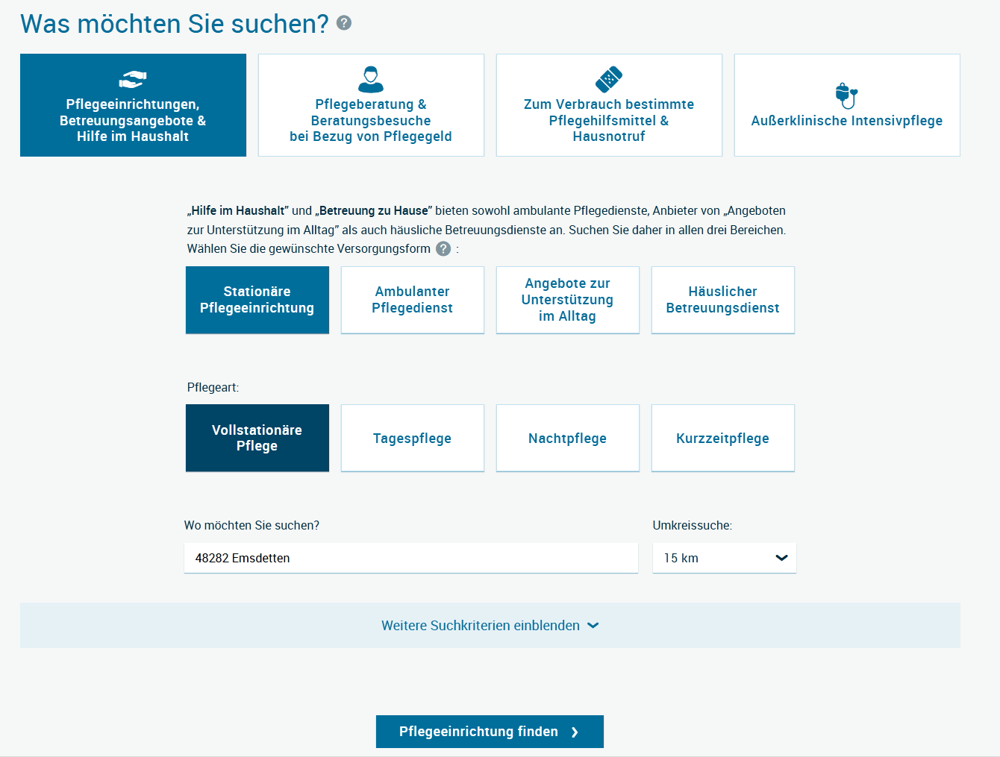 Was möchten Sie suchen? ?
Pflegeeinrichtungen,
Betreuungsangebote &
Hilfe im Haushalt
Pflegeberatung &
Beratungsbesuche
bei Bezug von Pflegegeld
Zum Verbrauch bestimmte
Pflegehilfsmittel &
Hausnotruf
Außerklinische Intensivpflege
„Hilfe im Haushalt” und „Betreuung zu Hause” bieten sowohl ambulante Pflegedienste, Anbieter von „Angeboten
zur Unterstützung im Alltag” als auch häusliche Betreuungsdienste an. Suchen Sie daher in allen drei Bereichen.
Wählen Sie die gewünschte Versorgungsform ? :
Stationäre
Pflegeeinrichtung
Ambulanter
Pflegedienst
Angebote zur
Unterstützung
im Alltag
Häuslicher
Betreuungsdienst
Pflegeart:
Vollstationäre
Pflege
Tagespflege
Nachtpflege
Kurzzeitpflege
Wo möchten Sie suchen?
Umkreissuche:
48282 Emsdetten
15 km
Weitere Suchkriterien einblenden
Pflegeeinrichtung finden